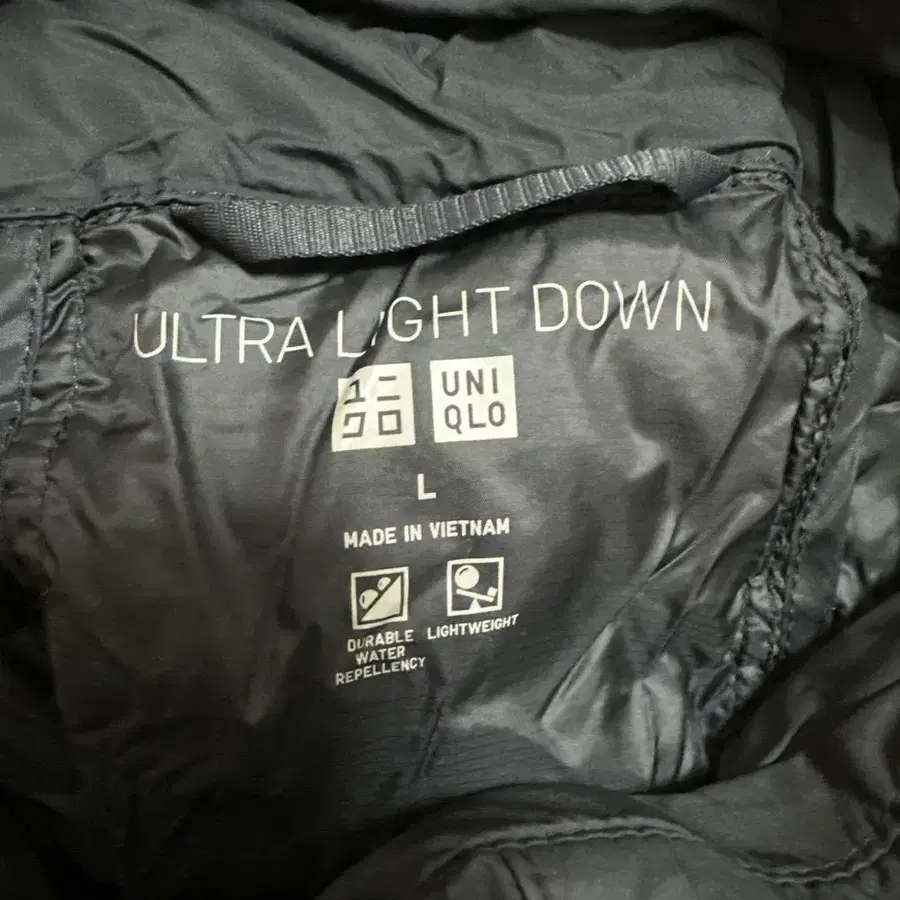 ULTRA LIGHT DOWN
ユニ UNI
クロ QLO
L
MADE IN VIETNAM
DURABLE
WATER
REPELLENCY
LIGHTWEIGHT